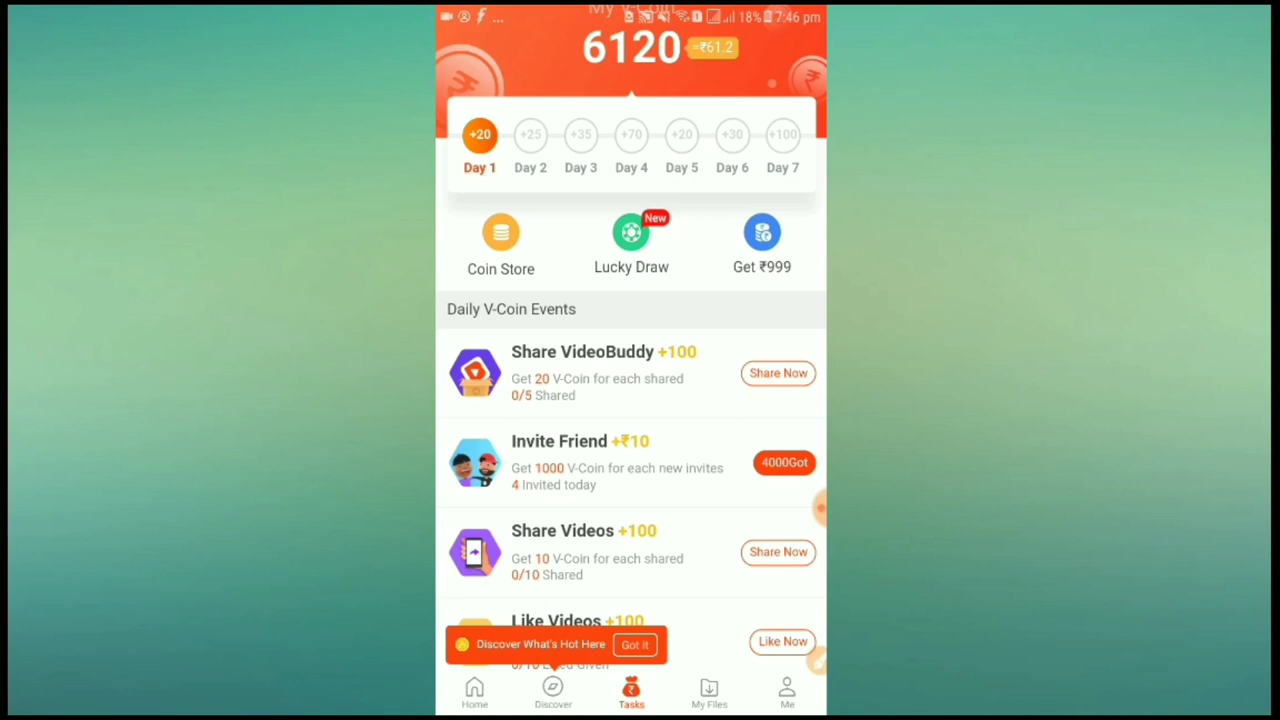 My V-Coin
... 18% 7:46 pm
6120 =₹61.2
+20 +25 +35 +70 +20 +30 +100
Day 1 Day 2 Day 3 Day 4 Day 5 Day 6 Day 7
New
Coin Store Lucky Draw Get ₹999
Daily V-Coin Events
Share VideoBuddy +100
Get 20 V-Coin for each shared
0/5 Shared
Share Now
Invite Friend +₹10
Get 1000 V-Coin for each new invites
4 Invited today
4000Got
Share Videos +100
Get 10 V-Coin for each shared
0/10 Shared
Share Now
Like Videos +100
Like Now
Discover What's Hot Here Got it
Home Discover Tasks My Files Me